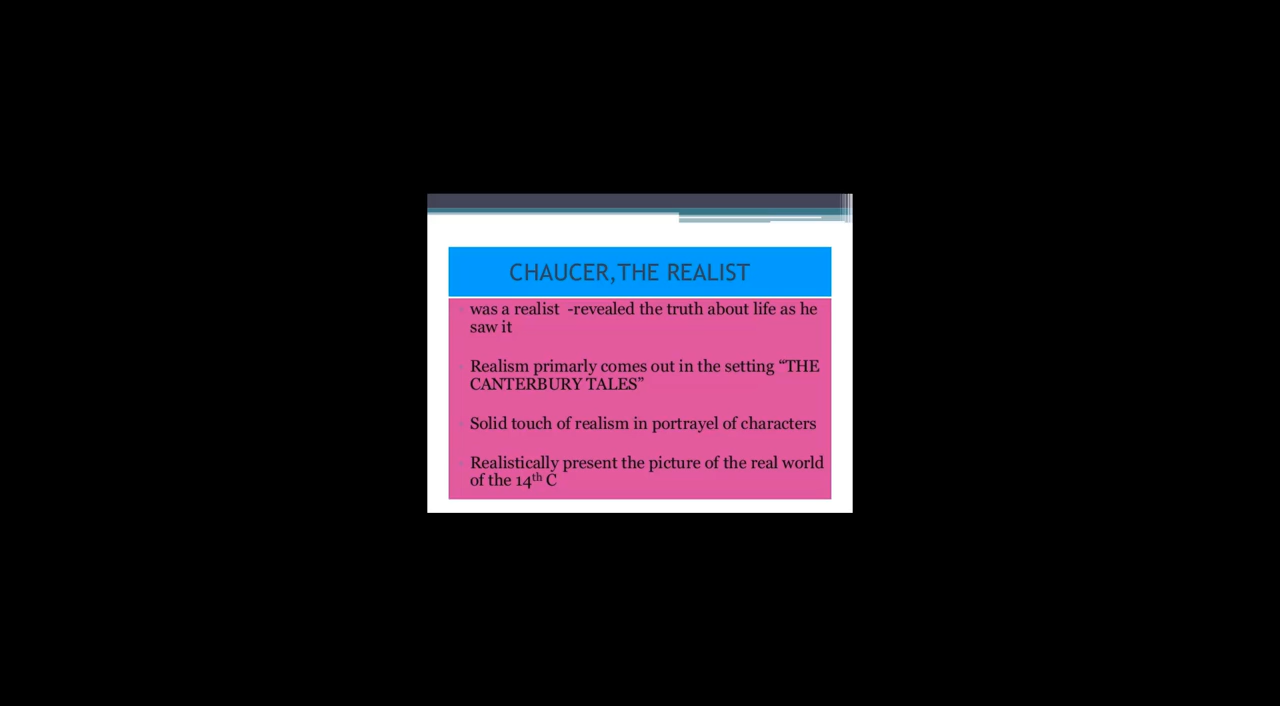 CHAUCER,THE REALIST
was a realist  -revealed the truth about life as he
saw it
Realism primarly comes out in the setting “THE
CANTERBURY TALES”
Solid touch of realism in portrayel of characters
Realistically present the picture of the real world
of the 14th C